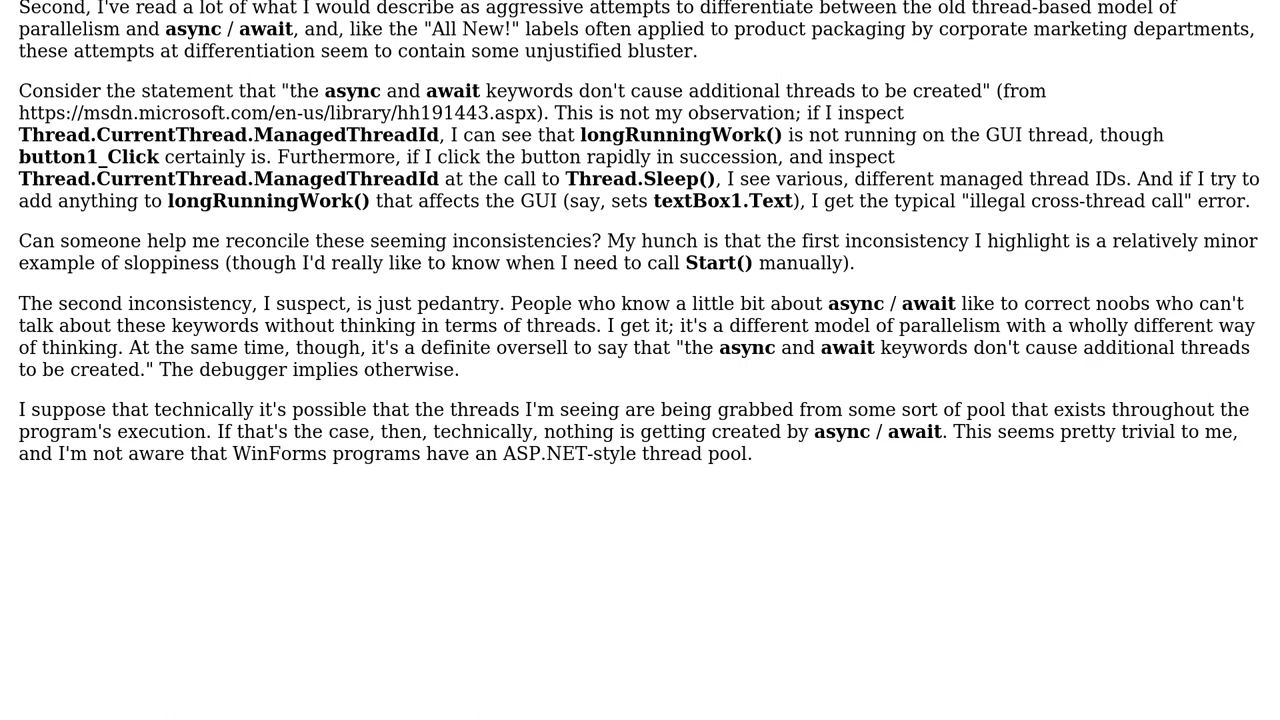 Second, I've read a lot of what I would describe as aggressive attempts to differentiate between the old thread-based model of
parallelism and async / await, and, like the "All New!" labels often applied to product packaging by corporate marketing departments,
these attempts at differentiation seem to contain some unjustified bluster.
Consider the statement that "the async and await keywords don't cause additional threads to be created" (from
https://msdn.microsoft.com/en-us/library/hh191443.aspx). This is not my observation; if I inspect
Thread.CurrentThread.ManagedThreadId, I can see that longRunningWork() is not running on the GUI thread, though
button1_Click certainly is. Furthermore, if I click the button rapidly in succession, and inspect
Thread.CurrentThread.ManagedThreadId at the call to Thread.Sleep(), I see various, different managed thread IDs. And if I try to
add anything to longRunningWork() that affects the GUI (say, sets textBox1.Text), I get the typical "illegal cross-thread call" error.
Can someone help me reconcile these seeming inconsistencies? My hunch is that the first inconsistency I highlight is a relatively minor
example of sloppiness (though I'd really like to know when I need to call Start() manually).
The second inconsistency, I suspect, is just pedantry. People who know a little bit about async / await like to correct noobs who can't
talk about these keywords without thinking in terms of threads. I get it; it's a different model of parallelism with a wholly different way
of thinking. At the same time, though, it's a definite oversell to say that "the async and await keywords don't cause additional threads
to be created." The debugger implies otherwise.
I suppose that technically it's possible that the threads I'm seeing are being grabbed from some sort of pool that exists throughout the
program's execution. If that's the case, then, technically, nothing is getting created by async / await. This seems pretty trivial to me,
and I'm not aware that WinForms programs have an ASP.NET-style thread pool.